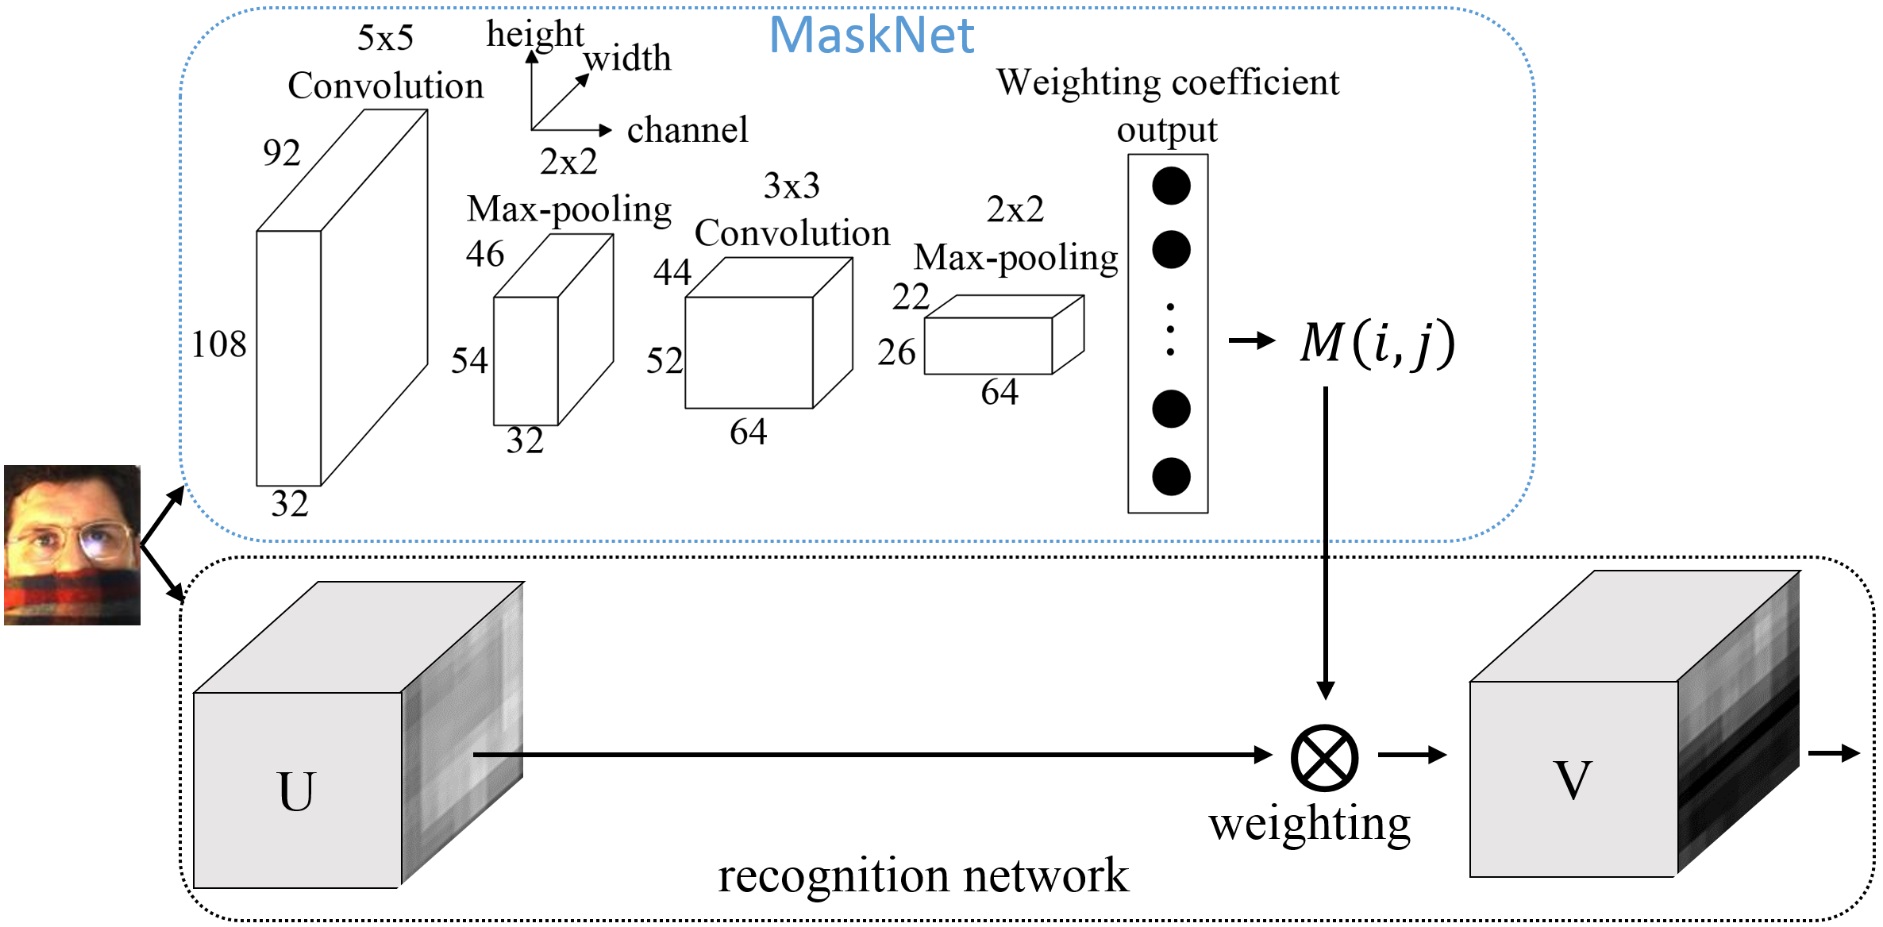 MaskNet
5x5
Convolution
92
108
32
height
width
channel
2x2
Max-pooling
46
54
32
3x3
Convolution
44
52
64
2x2
Max-pooling
22
26
64
Weighting coefficient
output
M(i,j)
U
weighting
V
recognition network